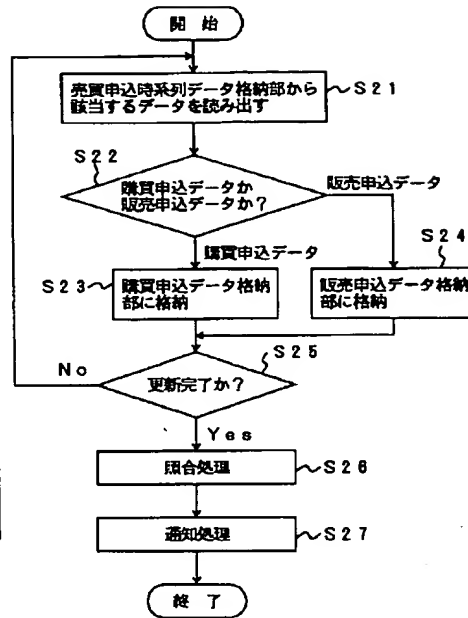 開始
売買申込時系列データ格納部から
該当するデータを読み出す
S21
S22
購買申込データか
販売申込データか？
販売申込データ
購買申込データ
S23
購買申込データ格納
部に格納
S24
販売申込データ格納
部に格納
S25
更新完了か？
No
Yes
照合処理
S26
通知処理
S27
終了